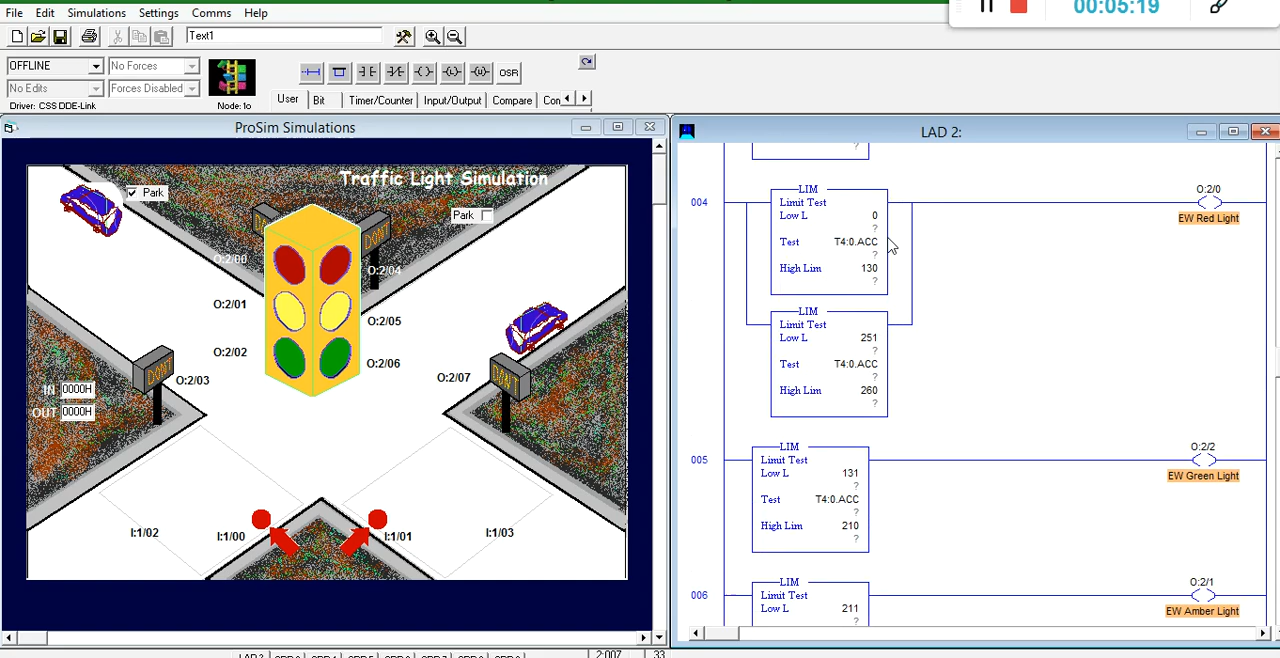 00:05:19
File Edit Simulations Settings Comms Help
Text1
OFFLINE No Forces
No Edits Forces Disabled
Driver: CSS DDE-Link Node: 1o
OSR
User Bit Timer/Counter Input/Output Compare Con
ProSim Simulations
Traffic Light Simulation
Park
Park
DONT
O:2/00
O:2/04
O:2/01
O:2/05
O:2/02
O:2/06
DONT
O:2/03
O:2/07
DONT
IN 0000H
OUT 0000H
I:1/02
I:1/00
I:1/01
I:1/03
LAD 2:
?
004
LIM
Limit Test
Low L 0
?
Test T4:0.ACC
?
High Lim 130
?
O:2/0
EW Red Light
LIM
Limit Test
Low L 251
?
Test T4:0.ACC
?
High Lim 260
?
005
LIM
Limit Test
Low L 131
?
Test T4:0.ACC
?
High Lim 210
?
O:2/2
EW Green Light
006
LIM
Limit Test
Low L 211
O:2/1
EW Amber Light
2:007 33